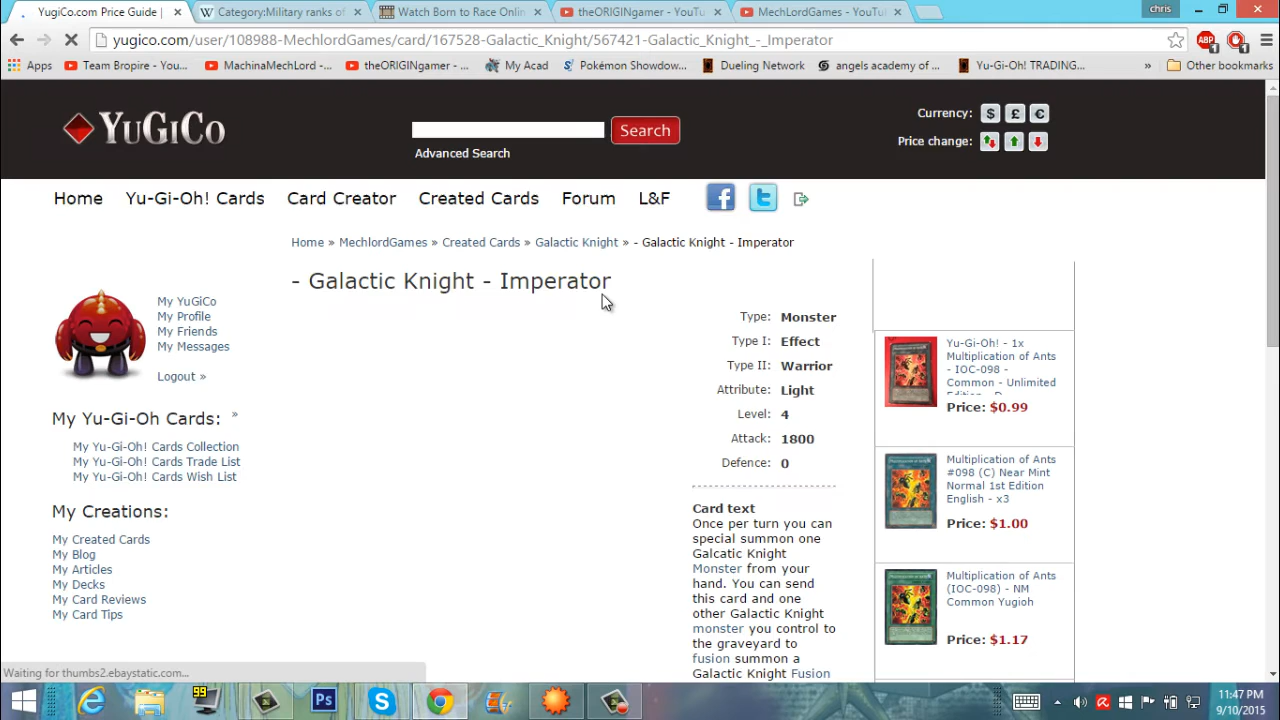 YugiCo.com Price Guide |
Category:Military ranks of
Watch Born to Race Onlin
theORIGINgamer - YouTu
MechLordGames - YouTu
chris
yugico.com/user/108988-MechlordGames/card/167528-Galactic_Knight/567421-Galactic_Knight_-_Imperator
ABP
1
1
Apps
Team Bropire - You...
MachinaMechLord - ...
theORIGINgamer - ...
My Acad
Pokémon Showdow...
Dueling Network
angels academy of ...
Yu-Gi-Oh! TRADING...
»
Other bookmarks
YuGiCo
Search
Advanced Search
Currency: $ £ €
Price change:
Home
Yu-Gi-Oh! Cards
Card Creator
Created Cards
Forum
L&F
Home » MechlordGames » Created Cards » Galactic Knight » - Galactic Knight - Imperator
- Galactic Knight - Imperator
My YuGiCo
My Profile
My Friends
My Messages
Logout »
My Yu-Gi-Oh Cards: »
My Yu-Gi-Oh! Cards Collection
My Yu-Gi-Oh! Cards Trade List
My Yu-Gi-Oh! Cards Wish List
My Creations:
My Created Cards
My Blog
My Articles
My Decks
My Card Reviews
My Card Tips
Type: Monster
Type I: Effect
Type II: Warrior
Attribute: Light
Level: 4
Attack: 1800
Defence: 0
Card text
Once per turn you can
special summon one
Galcatic Knight
Monster from your
hand. You can send
this card and one
other Galactic Knight
monster you control to
the graveyard to
fusion summon a
Galactic Knight Fusion
Yu-Gi-Oh! - 1x
Multiplication of Ants
- IOC-098 -
Common - Unlimited
Price: $0.99
Multiplication of Ants
#098 (C) Near Mint
Normal 1st Edition
English - x3
Price: $1.00
Multiplication of Ants
(IOC-098) - NM
Common Yugioh
Price: $1.17
Waiting for thumbs2.ebaystatic.com...
99
Ps
11:47 PM
9/10/2015